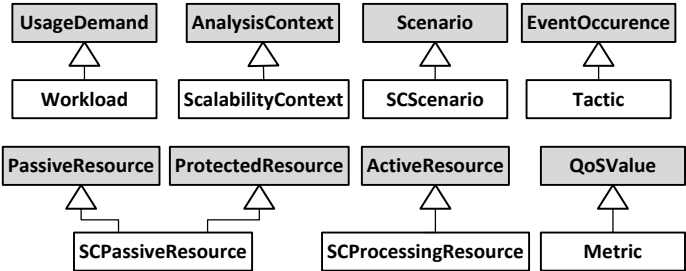 UsageDemand AnalysisContext Scenario EventOccurence
Workload ScalabilityContext SCScenario Tactic
PassiveResource ProtectedResource ActiveResource QoSValue
SCPassiveResource SCProcessingResource Metric